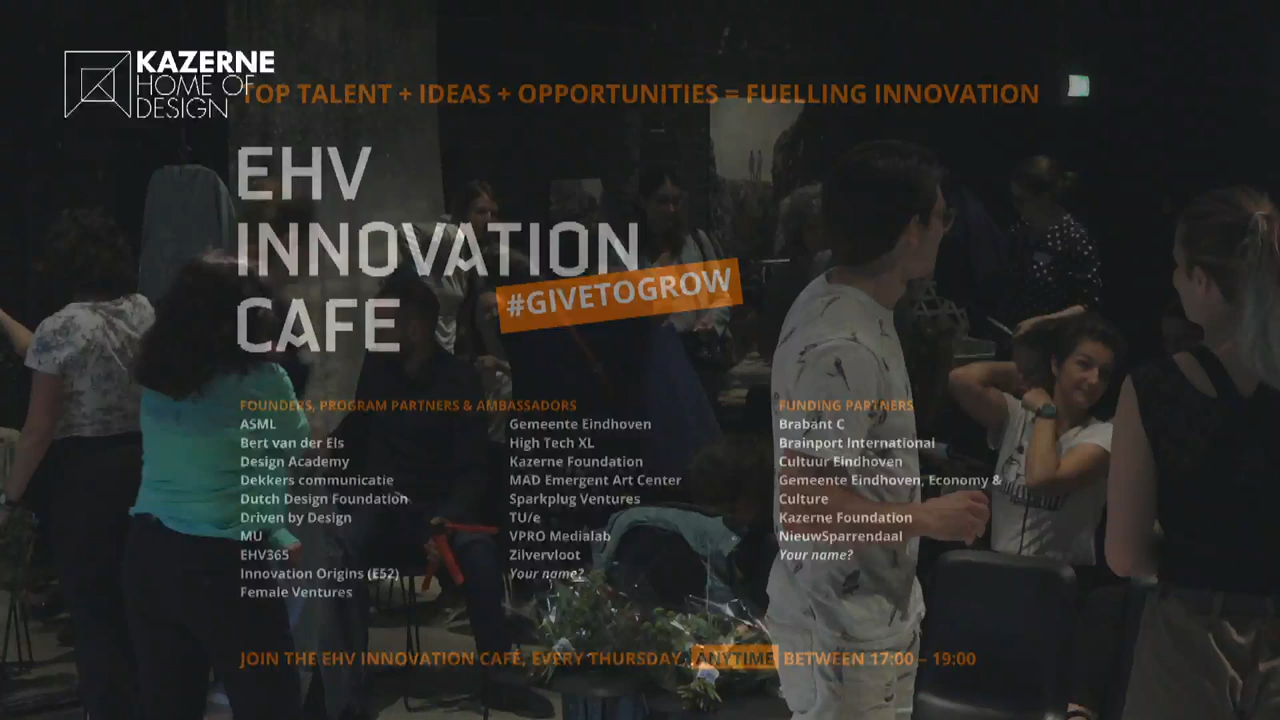 KAZERNE
HOME OF
DESIGN
TOP TALENT + IDEAS + OPPORTUNITIES = FUELLING INNOVATION
EHV
INNOVATION
CAFE
#GIVETOGROW
FOUNDERS, PROGRAM PARTNERS & AMBASSADORS
ASML
Bert van der Els
Design Academy
Dekkers communicatie
Dutch Design Foundation
Driven by Design
MU
EHV365
Innovation Origins (E52)
Female Ventures
Gemeente Eindhoven
High Tech XL
Kazerne Foundation
MAD Emergent Art Center
Sparkplug Ventures
TU/e
VPRO Medialab
Zilvervloot
Your name?
FUNDING PARTNERS
Brabant C
Brainport International
Cultuur Eindhoven
Gemeente Eindhoven, Economy &
Culture
Kazerne Foundation
NieuwSparrendaal
Your name?
JOIN THE EHV INNOVATION CAFÉ, EVERY THURSDAY, ANYTIME BETWEEN 17:00 – 19:00